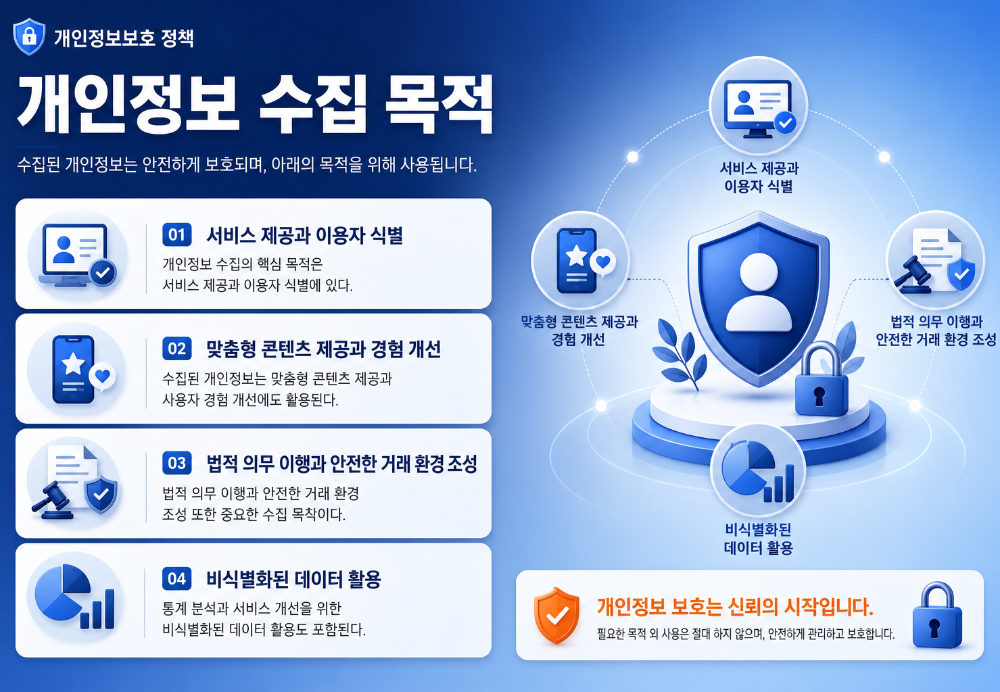 개인정보보호 정책
개인정보 수집 목적
수집된 개인정보는 안전하게 보호되며, 아래의 목적을 위해 사용됩니다.
01 서비스 제공과 이용자 식별
개인정보 수집의 핵심 목적은
서비스 제공과 이용자 식별에 있다.
02 맞춤형 콘텐츠 제공과 경험 개선
수집된 개인정보는 맞춤형 콘텐츠 제공과
사용자 경험 개선에도 활용된다.
03 법적 의무 이행과 안전한 거래 환경 조성
법적 의무 이행과 안전한 거래 환경
조성 또한 중요한 수집 목착이다.
04 비식별화된 데이터 활용
통계 분석과 서비스 개선을 위한
비식별화된 데이터 활용도 포함된다.
서비스 제공과
이용자 식별
맞춤형 콘텐츠 제공과
경험 개선
법적 의무 이행과
안전한 거래 환경 조성
비식별화된
데이터 활용
개인정보 보호는 신뢰의 시작입니다.
필요한 목적 외 사용은 절대 하지 않으며, 안전하게 관리하고 보호합니다.